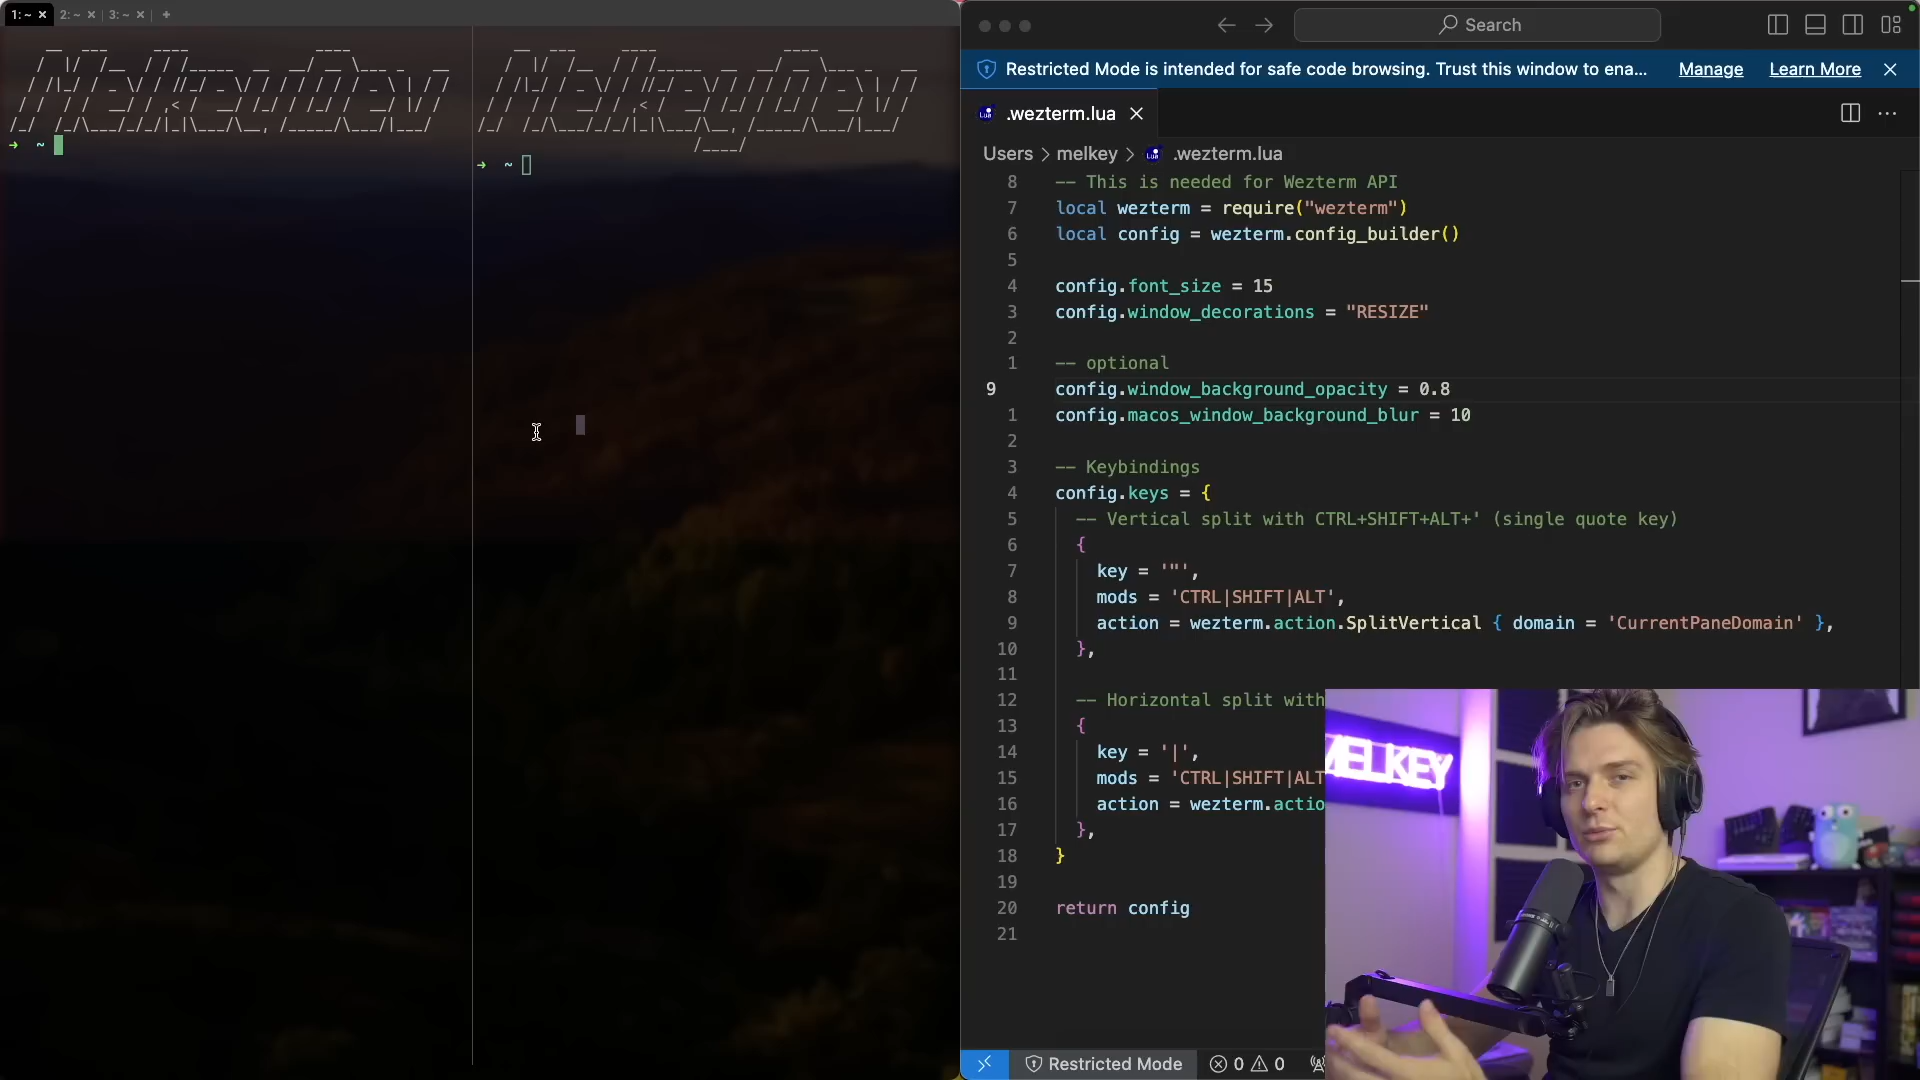 1: ~ × 2: ~ × 3: ~ × +
➜ ~
➜ ~
Search
Restricted Mode is intended for safe code browsing. Trust this window to ena... Manage Learn More
.wezterm.lua
Users > melkey > .wezterm.lua
8 -- This is needed for Wezterm API
7 local wezterm = require("wezterm")
6 local config = wezterm.config_builder()
5
4 config.font_size = 15
3 config.window_decorations = "RESIZE"
2
1 -- optional
9 config.window_background_opacity = 0.8
1 config.macos_window_background_blur = 10
2
3 -- Keybindings
4 config.keys = {
5 -- Vertical split with CTRL+SHIFT+ALT+' (single quote key)
6 {
7 key = '"',
8 mods = 'CTRL|SHIFT|ALT',
9 action = wezterm.action.SplitVertical { domain = 'CurrentPaneDomain' },
10 },
11
12 -- Horizontal split with
13 {
14 key = '|',
15 mods = 'CTRL|SHIFT|ALT
16 action = wezterm.actio
17 },
18 }
19
20 return config
21
MELKEY
Restricted Mode 0 0